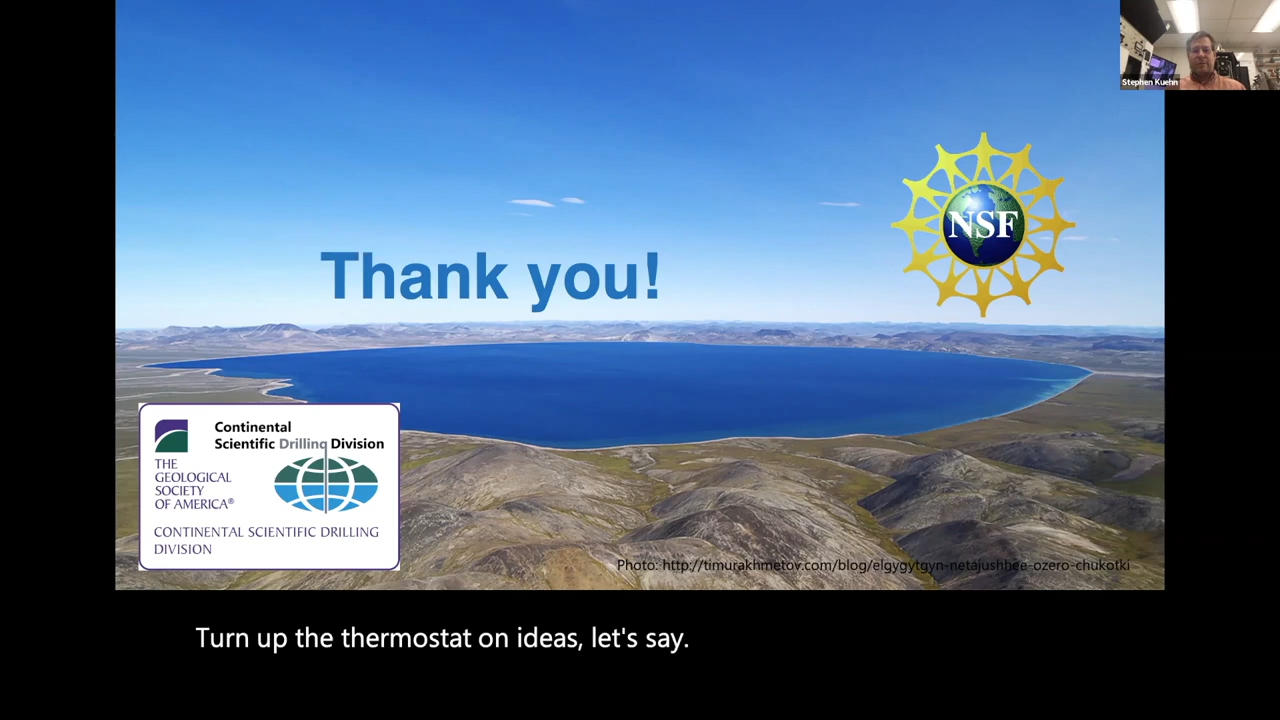 Stephen Kuehn
NSF
Thank you!
Continental
Scientific Drilling Division
THE
GEOLOGICAL
SOCIETY
OF AMERICA®
CONTINENTAL SCIENTIFIC DRILLING
DIVISION
Photo: http://timurakhmetov.com/blog/elgygytgyn-netajushhee-ozero-chukotki
Turn up the thermostat on ideas, let's say.